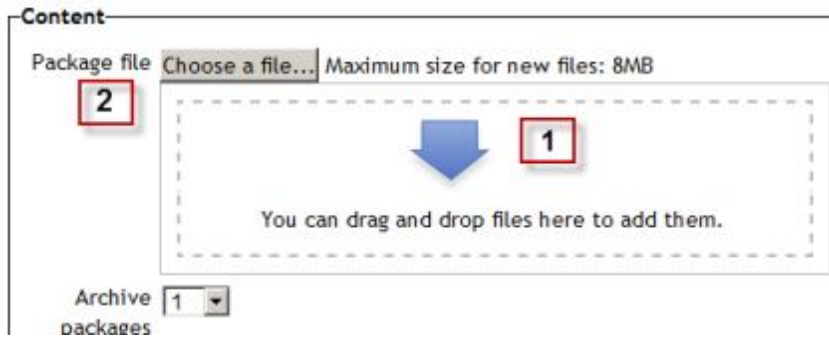 Content
Package file Choose a file... Maximum size for new files: 8MB
2
1
You can drag and drop files here to add them.
Archive 1
packages